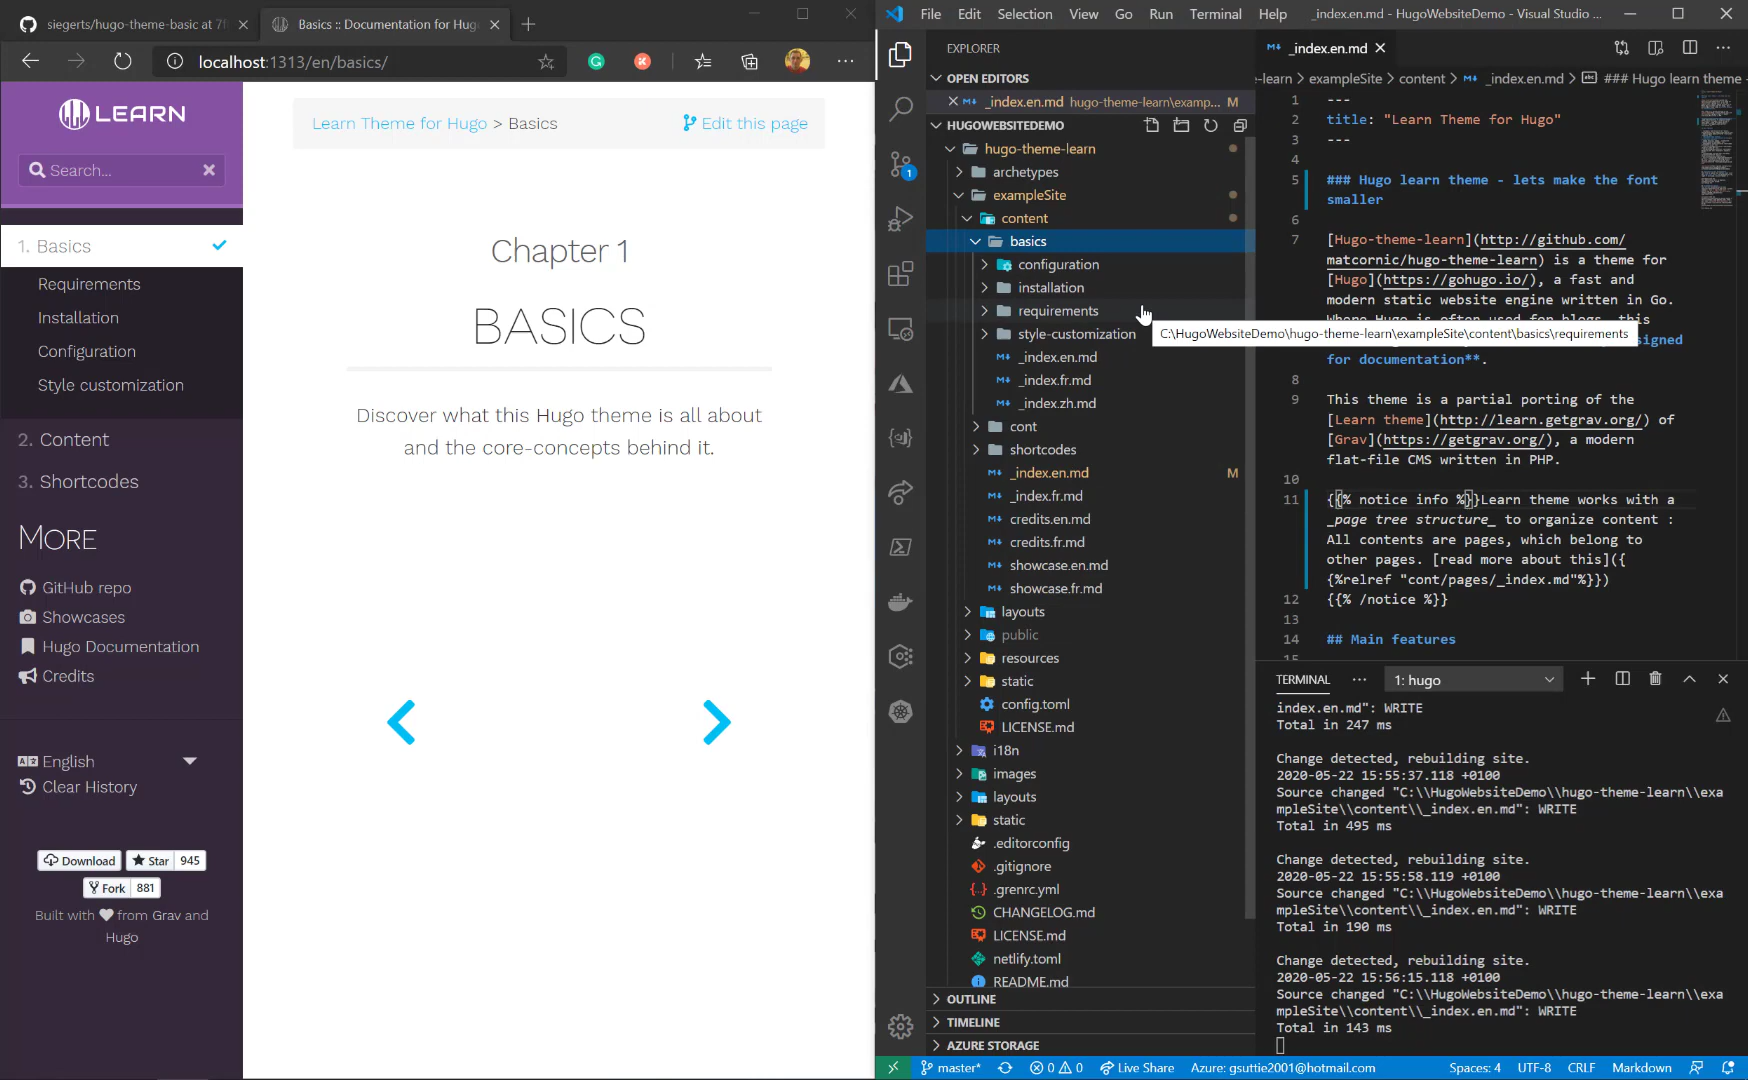 siegerts/hugo-theme-basic at 7f
Basics :: Documentation for Hug
localhost:1313/en/basics/
LEARN
Search...
1. Basics
Requirements
Installation
Configuration
Style customization
2. Content
3. Shortcodes
MORE
GitHub repo
Showcases
Hugo Documentation
Credits
English
Clear History
Download
Star 945
Fork 881
Built with from Grav and
Hugo
Learn Theme for Hugo > Basics
Edit this page
Chapter 1
BASICS
Discover what this Hugo theme is all about
and the core-concepts behind it.
File Edit Selection View Go Run Terminal Help
_index.en.md - HugoWebsiteDemo - Visual Studio ...
EXPLORER
OPEN EDITORS
_index.en.md hugo-theme-learn\examp... M
HUGOWEBSITEDEMO
hugo-theme-learn
archetypes
exampleSite
content
basics
configuration
installation
requirements
style-customization
_index.en.md
_index.fr.md
_index.zh.md
cont
shortcodes
_index.en.md M
_index.fr.md
credits.en.md
credits.fr.md
showcase.en.md
showcase.fr.md
layouts
public
resources
static
config.toml
LICENSE.md
i18n
images
layouts
static
.editorconfig
.gitignore
.grenrc.yml
CHANGELOG.md
LICENSE.md
netlify.toml
README.md
OUTLINE
TIMELINE
AZURE STORAGE
1
_index.en.md
-learn > exampleSite > content > _index.en.md > ### Hugo learn theme -
1 ---
2 title: "Learn Theme for Hugo"
3 ---
4
5 ### Hugo learn theme - lets make the font
smaller
6
7 [Hugo-theme-learn](http://github.com/
matcornic/hugo-theme-learn) is a theme for
[Hugo](https://gohugo.io/), a fast and
modern static website engine written in Go.
Where Hugo is often used for blogs, this
C:\HugoWebsiteDemo\hugo-theme-learn\exampleSite\content\basics\requirements
signed
for documentation**.
8
9 This theme is a partial porting of the
[Learn theme](http://learn.getgrav.org/) of
[Grav](https://getgrav.org/), a modern
flat-file CMS written in PHP.
10
11 {{% notice info %}}Learn theme works with a
_page tree structure_ to organize content :
All contents are pages, which belong to
other pages. [read more about this]({
{%relref "cont/pages/_index.md"%}})
12 {{% /notice %}}
13
14 ## Main features
15
TERMINAL
1: hugo
index.en.md": WRITE
Total in 247 ms
Change detected, rebuilding site.
2020-05-22 15:55:37.118 +0100
Source changed "C:\\HugoWebsiteDemo\\hugo-theme-learn\\exa
mpleSite\\content\\_index.en.md": WRITE
Total in 495 ms
Change detected, rebuilding site.
2020-05-22 15:55:58.119 +0100
Source changed "C:\\HugoWebsiteDemo\\hugo-theme-learn\\exa
mpleSite\\content\\_index.en.md": WRITE
Total in 190 ms
Change detected, rebuilding site.
2020-05-22 15:56:15.118 +0100
Source changed "C:\\HugoWebsiteDemo\\hugo-theme-learn\\exa
mpleSite\\content\\_index.en.md": WRITE
Total in 143 ms
master* 0 0 Live Share Azure: gsuttie2001@hotmail.com Spaces: 4 UTF-8 CRLF Markdown